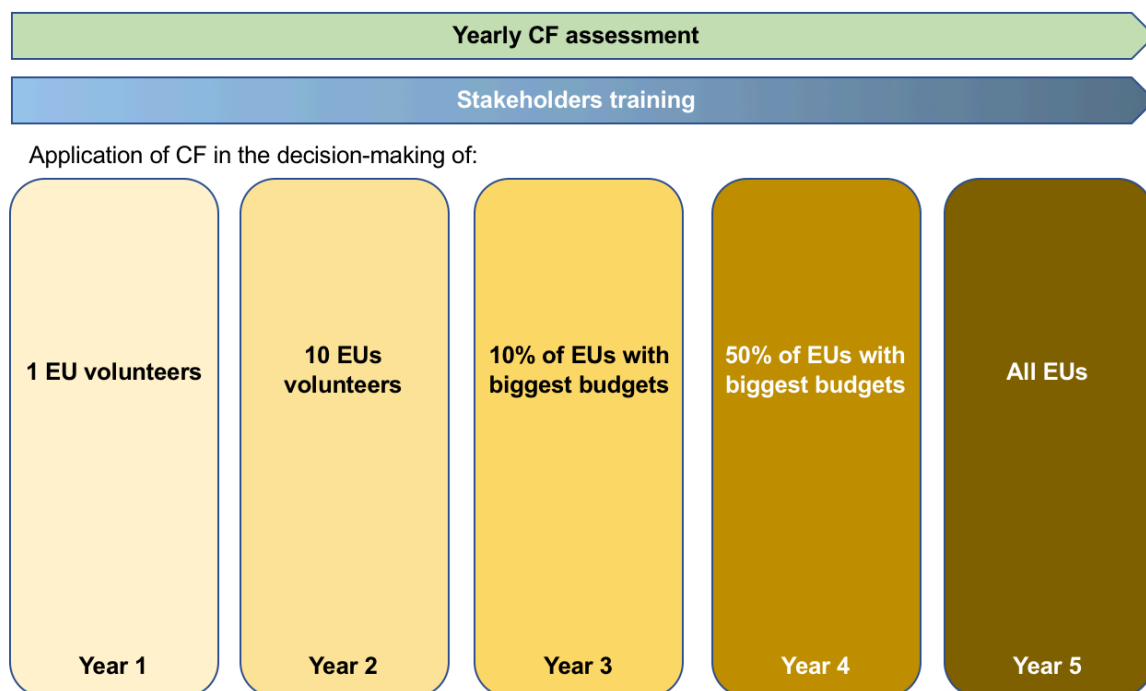 Yearly CF assessment
Stakeholders training
Application of CF in the decision-making of:
1 EU volunteers
10 EUs
volunteers
10% of EUs with
biggest budgets
50% of EUs with
biggest budgets
All EUs
Year 1
Year 2
Year 3
Year 4
Year 5